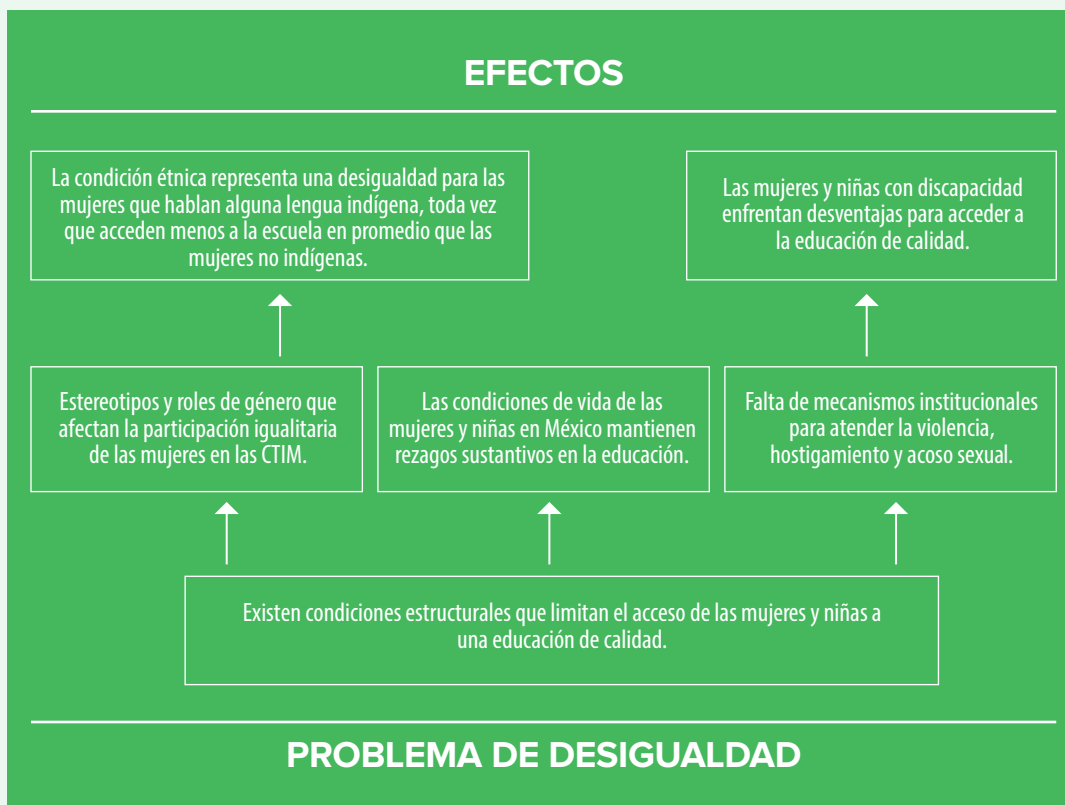 EFECTOS
La condición étnica representa una desigualdad para las
mujeres que hablan alguna lengua indígena, toda vez
que acceden menos a la escuela en promedio que las
mujeres no indígenas.
Las mujeres y niñas con discapacidad
enfrentan desventajas para acceder a
la educación de calidad.
Estereotipos y roles de género que
afectan la participación igualitaria
de las mujeres en las CTIM.
Las condiciones de vida de las
mujeres y niñas en México mantienen
rezagos sustantivos en la educación.
Falta de mecanismos institucionales
para atender la violencia,
hostigamiento y acoso sexual.
Existen condiciones estructurales que limitan el acceso de las mujeres y niñas a
una educación de calidad.
PROBLEMA DE DESIGUALDAD